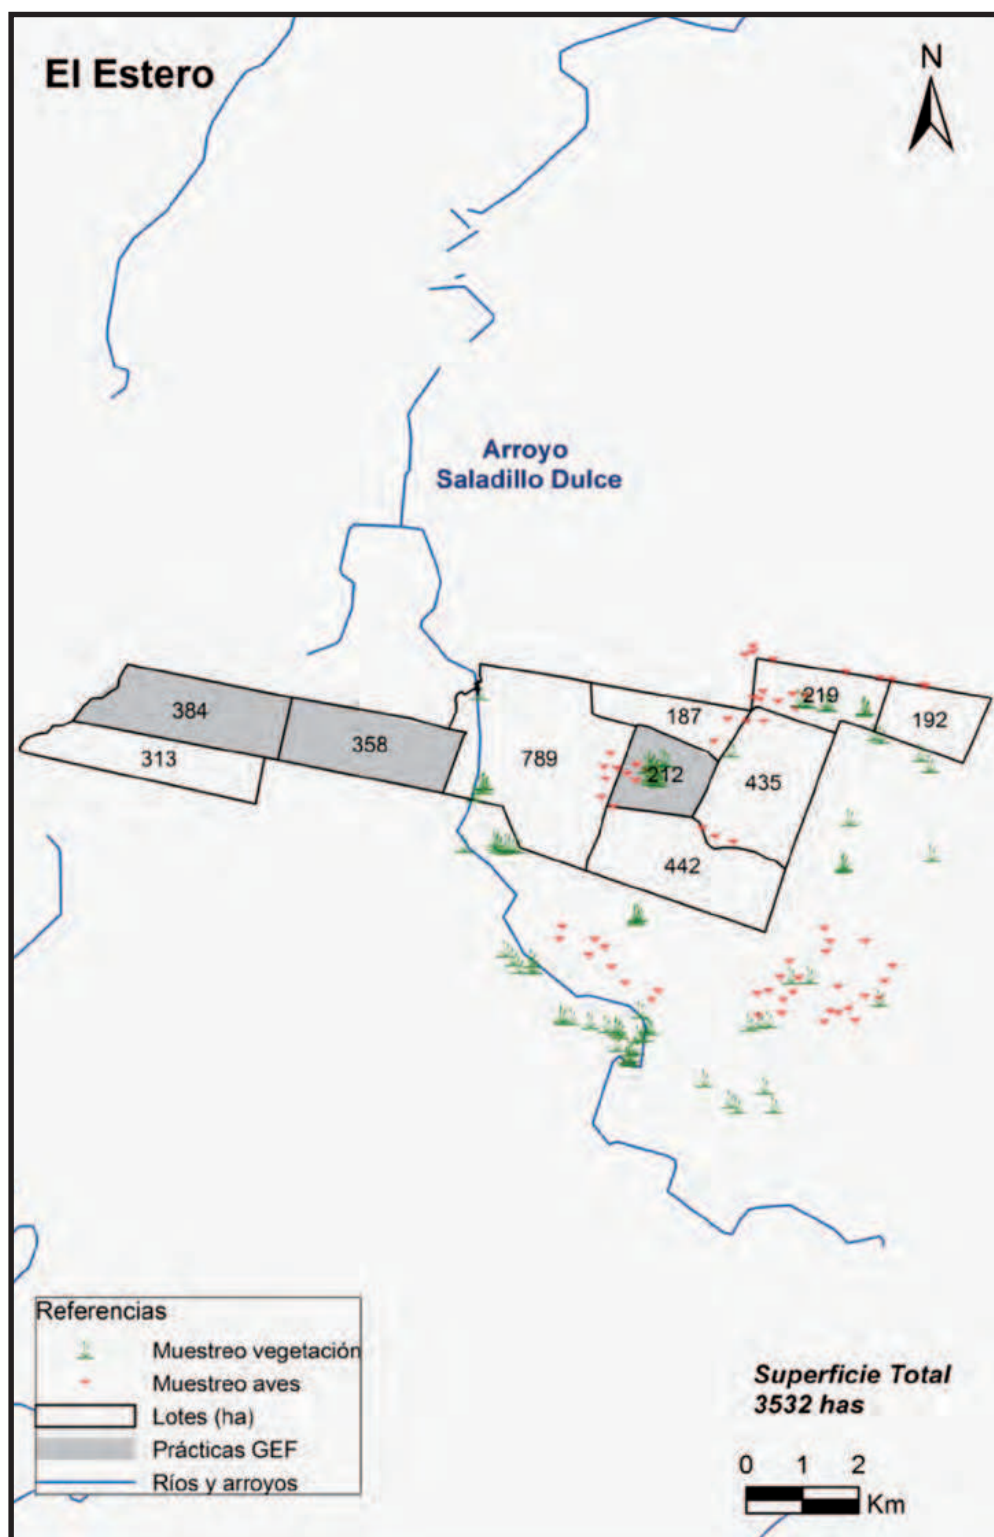 El Estero
N
Arroyo
Saladillo Dulce
384
313
358
789
187
212
219
192
435
442
Referencias
Muestreo vegetación
Muestreo aves
Lotes (ha)
Prácticas GEF
Ríos y arroyos
Superficie Total
3532 has
0 1 2
Km